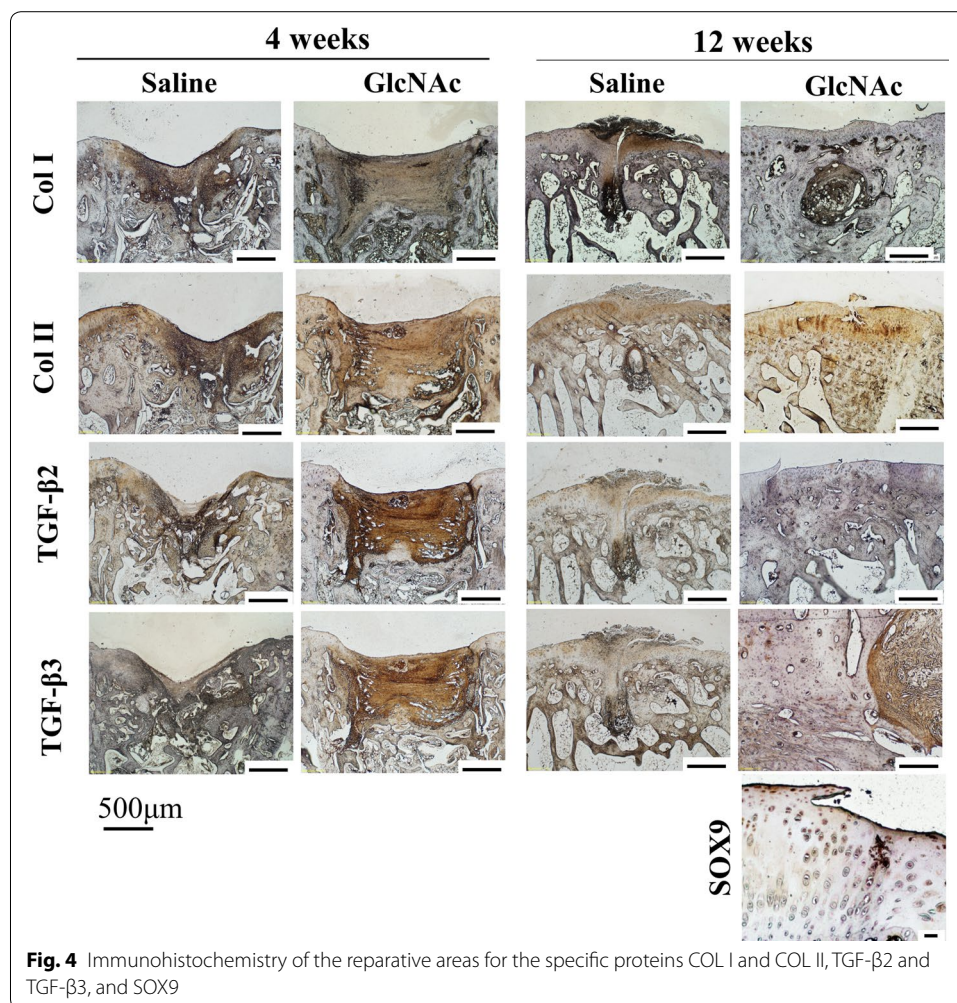 4 weeks
12 weeks
Saline
GlcNAc
Saline
GlcNAc
Col I
Col II
TGF-β2
TGF-β3
500μm
SOX9
Fig. 4 Immunohistochemistry of the reparative areas for the specific proteins COL I and COL II, TGF-β2 and
TGF-β3, and SOX9